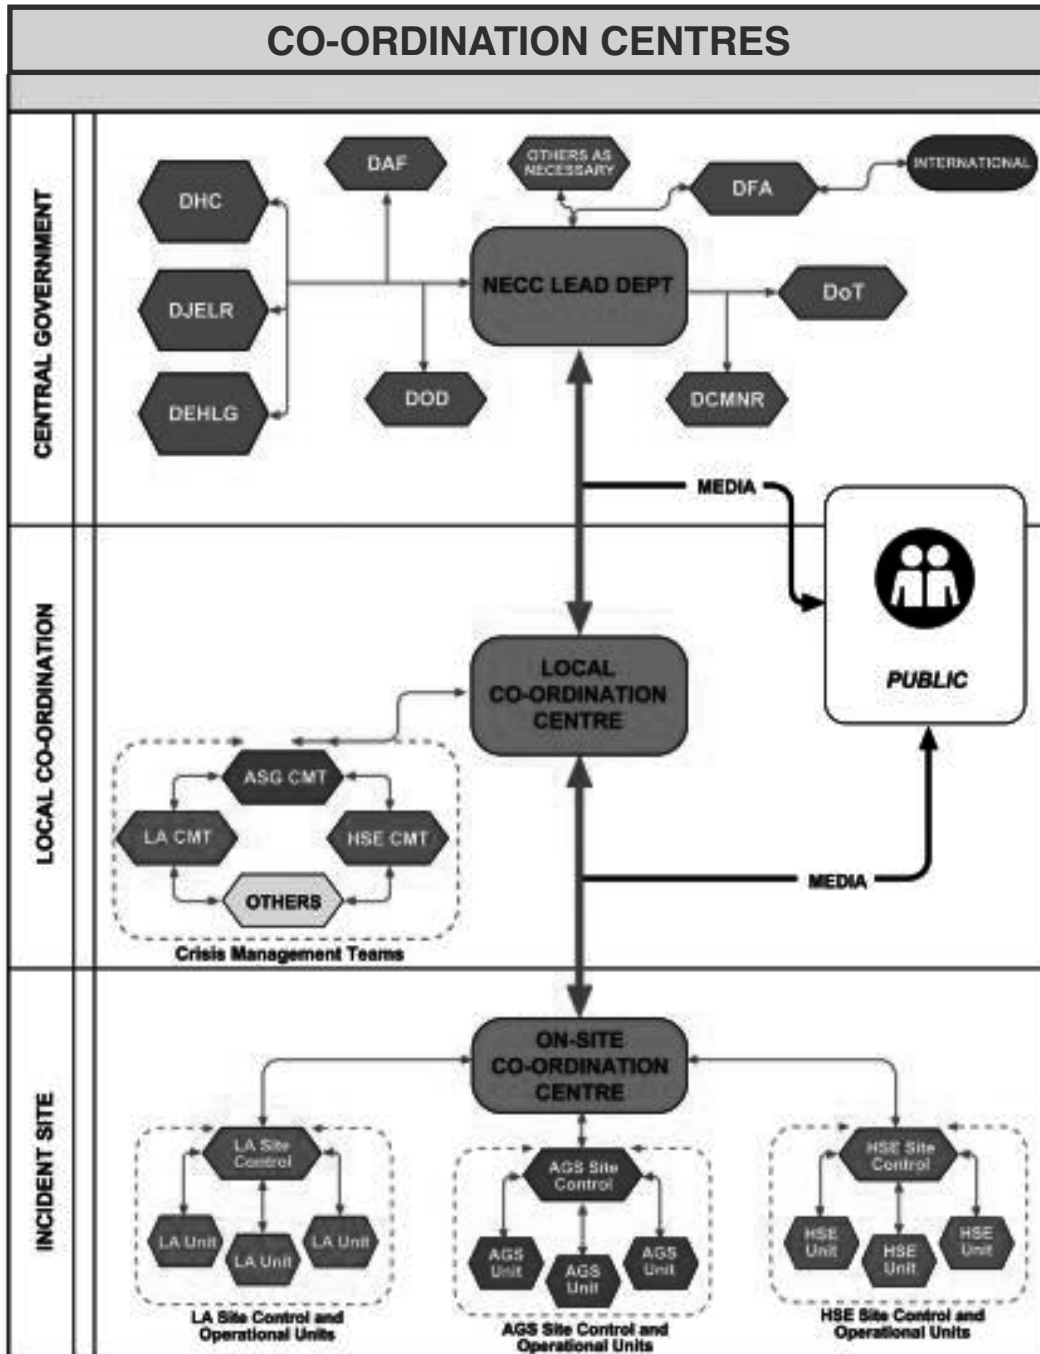 CO-ORDINATION CENTRES
CENTRAL GOVERNMENT
DHC
DAF
OTHERS AS
NECESSARY
DFA
INTERNATIONAL
DJELR
NECC LEAD DEPT
DoT
DEHLG
DOD
DCMNR
MEDIA
LOCAL CO-ORDINATION
PUBLIC
LOCAL
CO-ORDINATION
CENTRE
ASG CMT
LA CMT
HSE CMT
OTHERS
MEDIA
Crisis Management Teams
INCIDENT SITE
ON-SITE
CO-ORDINATION
CENTRE
LA Site
Control
AGS Site
Control
HSE Site
Control
LA Unit
LA Unit
LA Unit
AGS
Unit
AGS
Unit
AGS
Unit
HSE
Unit
HSE
Unit
HSE
Unit
LA Site Control and
Operational Units
AGS Site Control and
Operational Units
HSE Site Control and
Operational Units